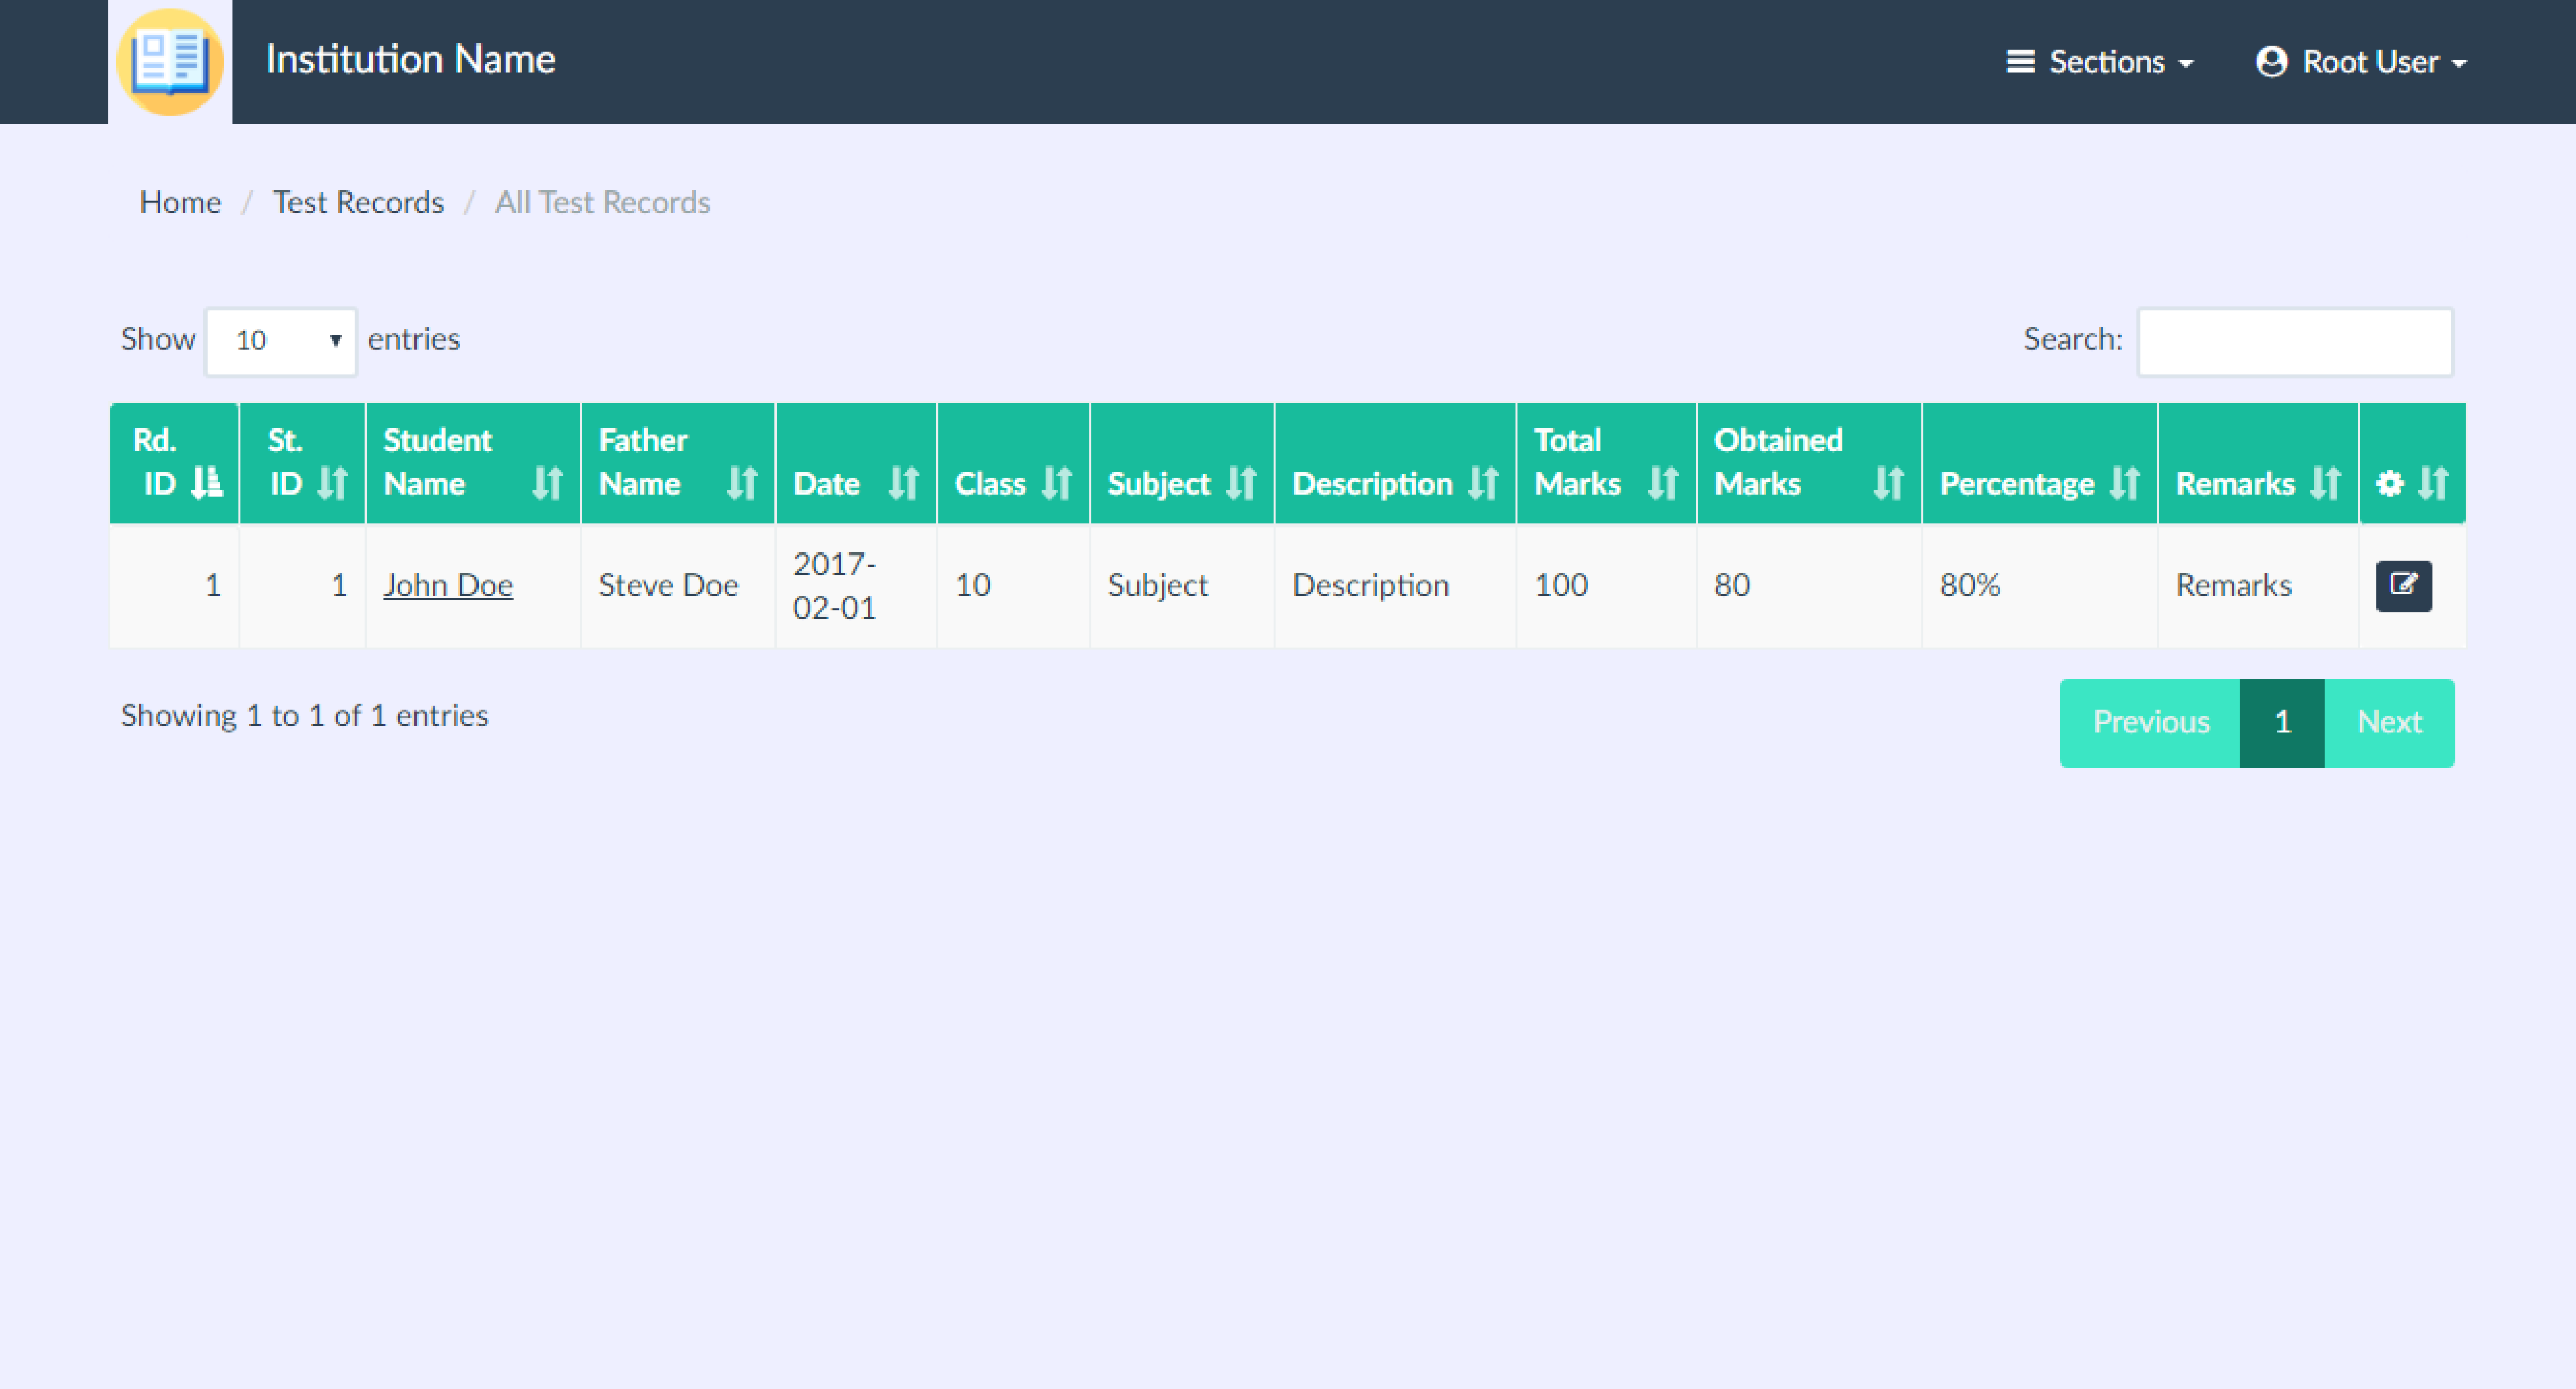 Institution Name
Sections
Root User
Home / Test Records / All Test Records
Show 10 entries
Search:
Rd. ID St. ID Student Name Father Name Date Class Subject Description Total Marks Obtained Marks Percentage Remarks
1 1 John Doe Steve Doe 2017-02-01 10 Subject Description 100 80 80% Remarks
Showing 1 to 1 of 1 entries
Previous 1 Next